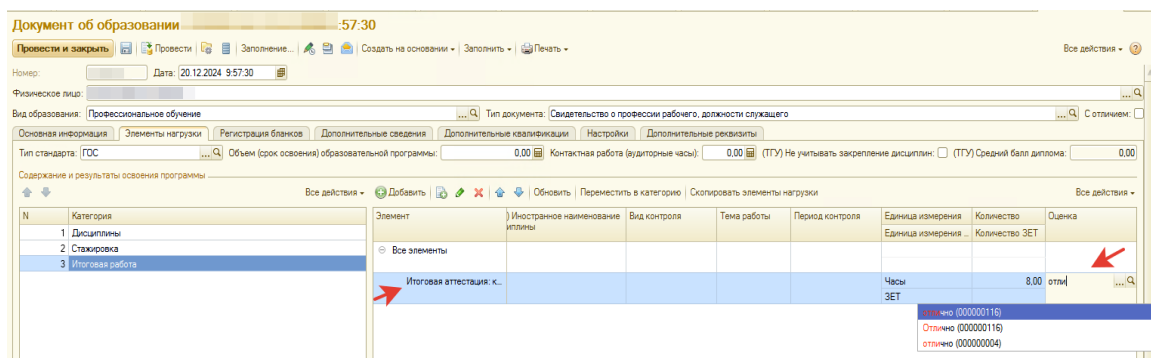 Документ об образовании :57:30
Провести и закрыть Провести Заполнение... Создать на основании Заполнить Печать Все действия
Номер: Дата: 20.12.2024 9:57:30
Физическое лицо: ...
Вид образования: Профессиональное обучение ... Тип документа: Свидетельство о профессии рабочего, должности служащего ... С отличием:
Основная информация Элементы нагрузки Регистрация бланков Дополнительные сведения Дополнительные квалификации Настройки Дополнительные реквизиты
Тип стандарта: ГОС ... Объем (срок освоения) образовательной программы: 0,00 Контактная работа (аудиторные часы): 0,00 (ТГУ) Не учитывать закрепление дисциплин: (ТГУ) Средний балл диплома: 0,00
Содержание и результаты освоения программы
Все действия Добавить Обновить Переместить в категорию Скопировать элементы нагрузки Все действия
N Категория Элемент ) Иностранное наименование Вид контроля Тема работы Период контроля Единица измерения Количество Оценка
1 Дисциплины иплины Единица измерения ... Количество ЗЕТ
2 Стажировка Все элементы
3 Итоговая работа
Итоговая аттестация: к... Часы 8,00 отли ...
ЗЕТ
отлично (000000116)
Отлично (000000116)
отлично (000000004)